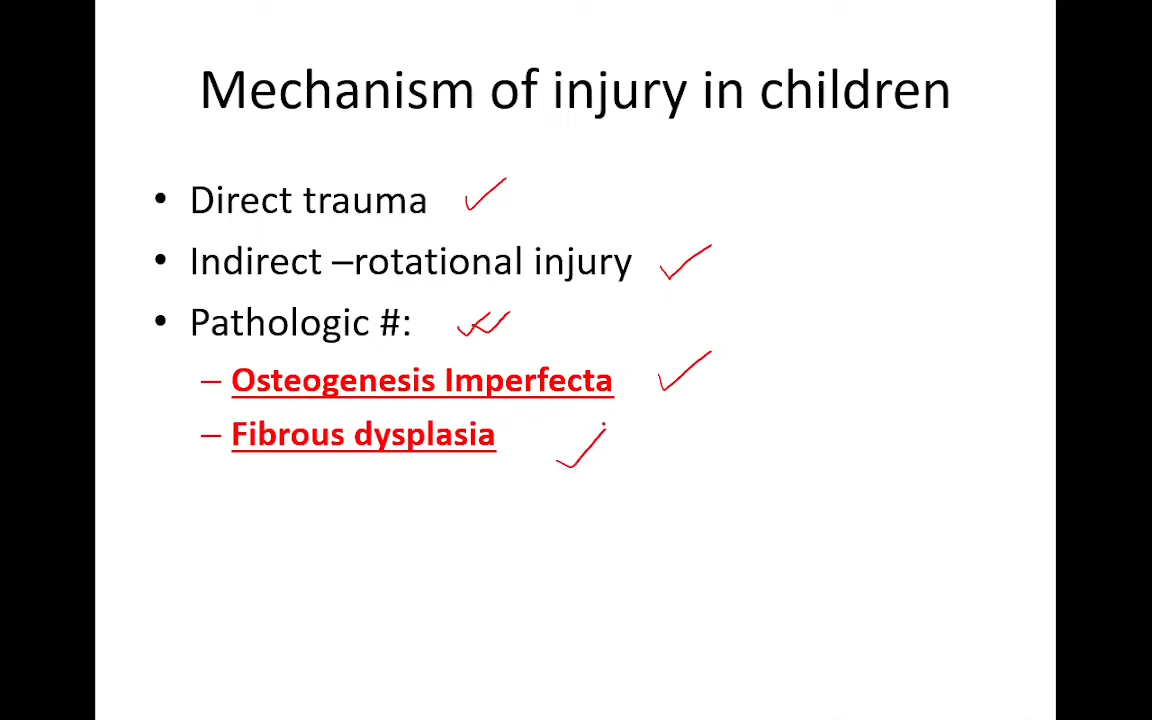 Mechanism of injury in children
• Direct trauma
• Indirect –rotational injury
• Pathologic #:
– Osteogenesis Imperfecta
– Fibrous dysplasia